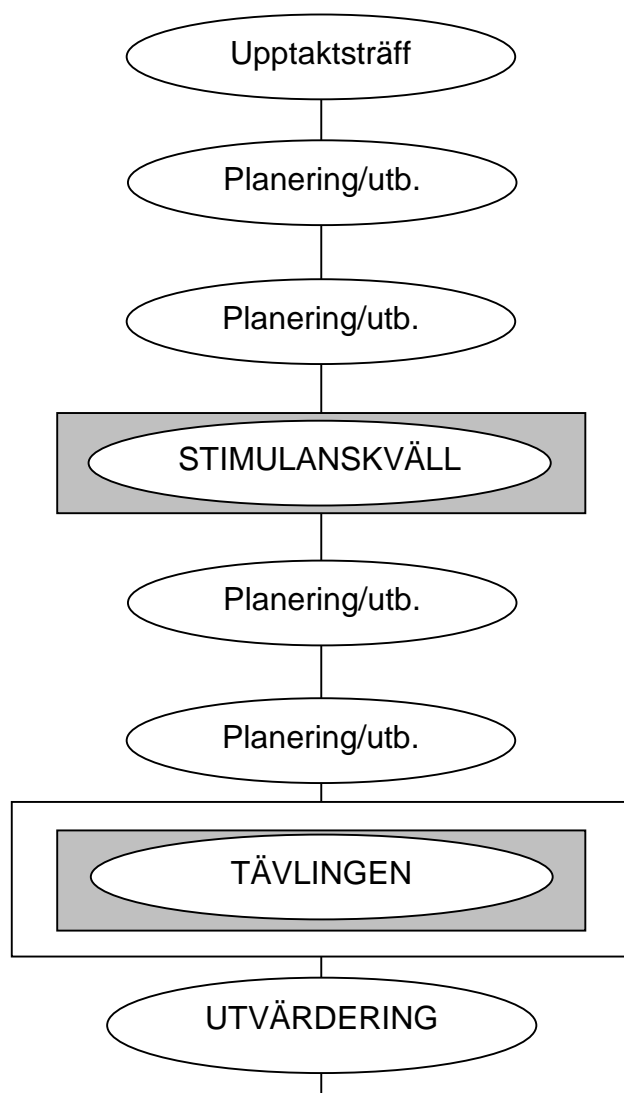 Upptaktsträff
Planering/utb.
Planering/utb.
STIMULANSKVÄLL
Planering/utb.
Planering/utb.
TÄVLINGEN
UTVÄRDERING